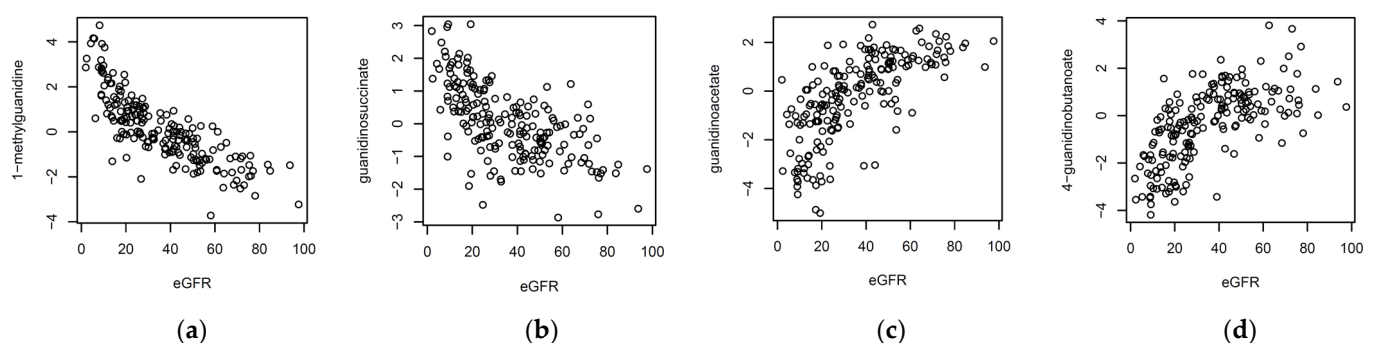 1−methylguanidine
4
2
0
−2
−4
0 20 40 60 80 100
eGFR
(a)
guanidinosuccinate
3
2
1
0
−1
−2
−3
0 20 40 60 80 100
eGFR
(b)
guanidinoacetate
2
0
−2
−4
0 20 40 60 80 100
eGFR
(c)
4−guanidinobutanoate
4
2
0
−2
−4
0 20 40 60 80 100
eGFR
(d)